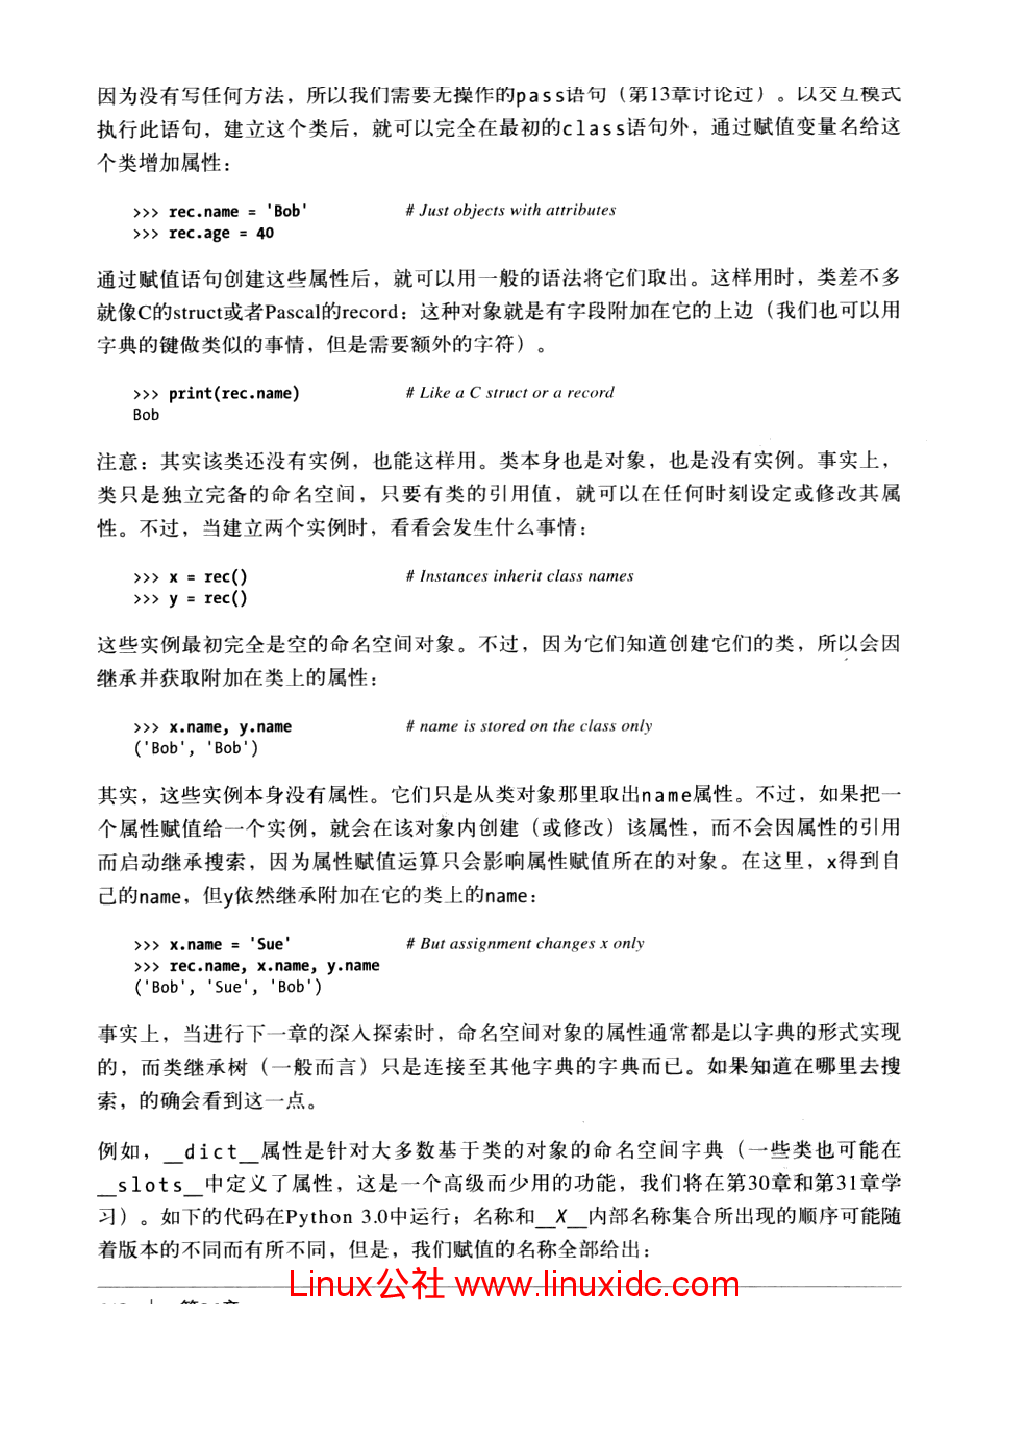 因为没有写任何方法，所以我们需要无操作的pass语句（第13章讨论过）。以交互模式
执行此语句，建立这个类后，就可以完全在最初的class语句外，通过赋值变量名给这
个类增加属性：
>>> rec.name = 'Bob' # Just objects with attributes
>>> rec.age = 40
通过赋值语句创建这些属性后，就可以用一般的语法将它们取出。这样用时，类差不多
就像C的struct或者Pascal的record：这种对象就是有字段附加在它的上边（我们也可以用
字典的键做类似的事情，但是需要额外的字符）。
>>> print(rec.name) # Like a C struct or a record
Bob
注意：其实该类还没有实例，也能这样用。类本身也是对象，也是没有实例。事实上，
类只是独立完备的命名空间，只要有类的引用值，就可以在任何时刻设定或修改其属
性。不过，当建立两个实例时，看看会发生什么事情：
>>> x = rec() # Instances inherit class names
>>> y = rec()
这些实例最初完全是空的命名空间对象。不过，因为它们知道创建它们的类，所以会因
继承并获取附加在类上的属性：
>>> x.name, y.name # name is stored on the class only
('Bob', 'Bob')
其实，这些实例本身没有属性。它们只是从类对象那里取出name属性。不过，如果把一
个属性赋值给一个实例，就会在该对象内创建（或修改）该属性，而不会因属性的引用
而启动继承搜索，因为属性赋值运算只会影响属性赋值所在的对象。在这里，x得到自
己的name，但y依然继承附加在它的类上的name：
>>> x.name = 'Sue' # But assignment changes x only
>>> rec.name, x.name, y.name
('Bob', 'Sue', 'Bob')
事实上，当进行下一章的深入探索时，命名空间对象的属性通常都是以字典的形式实现
的，而类继承树（一般而言）只是连接至其他字典的字典而已。如果知道在哪里去搜
索，的确会看到这一点。
例如，__dict__属性是针对大多数基于类的对象的命名空间字典（一些类也可能在
__slots__中定义了属性，这是一个高级而少用的功能，我们将在第30章和第31章学
习）。如下的代码在Python 3.0中运行；名称和__X__内部名称集合所出现的顺序可能随
着版本的不同而有所不同，但是，我们赋值的名称全部给出：
Linux公社 www.linuxidc.com